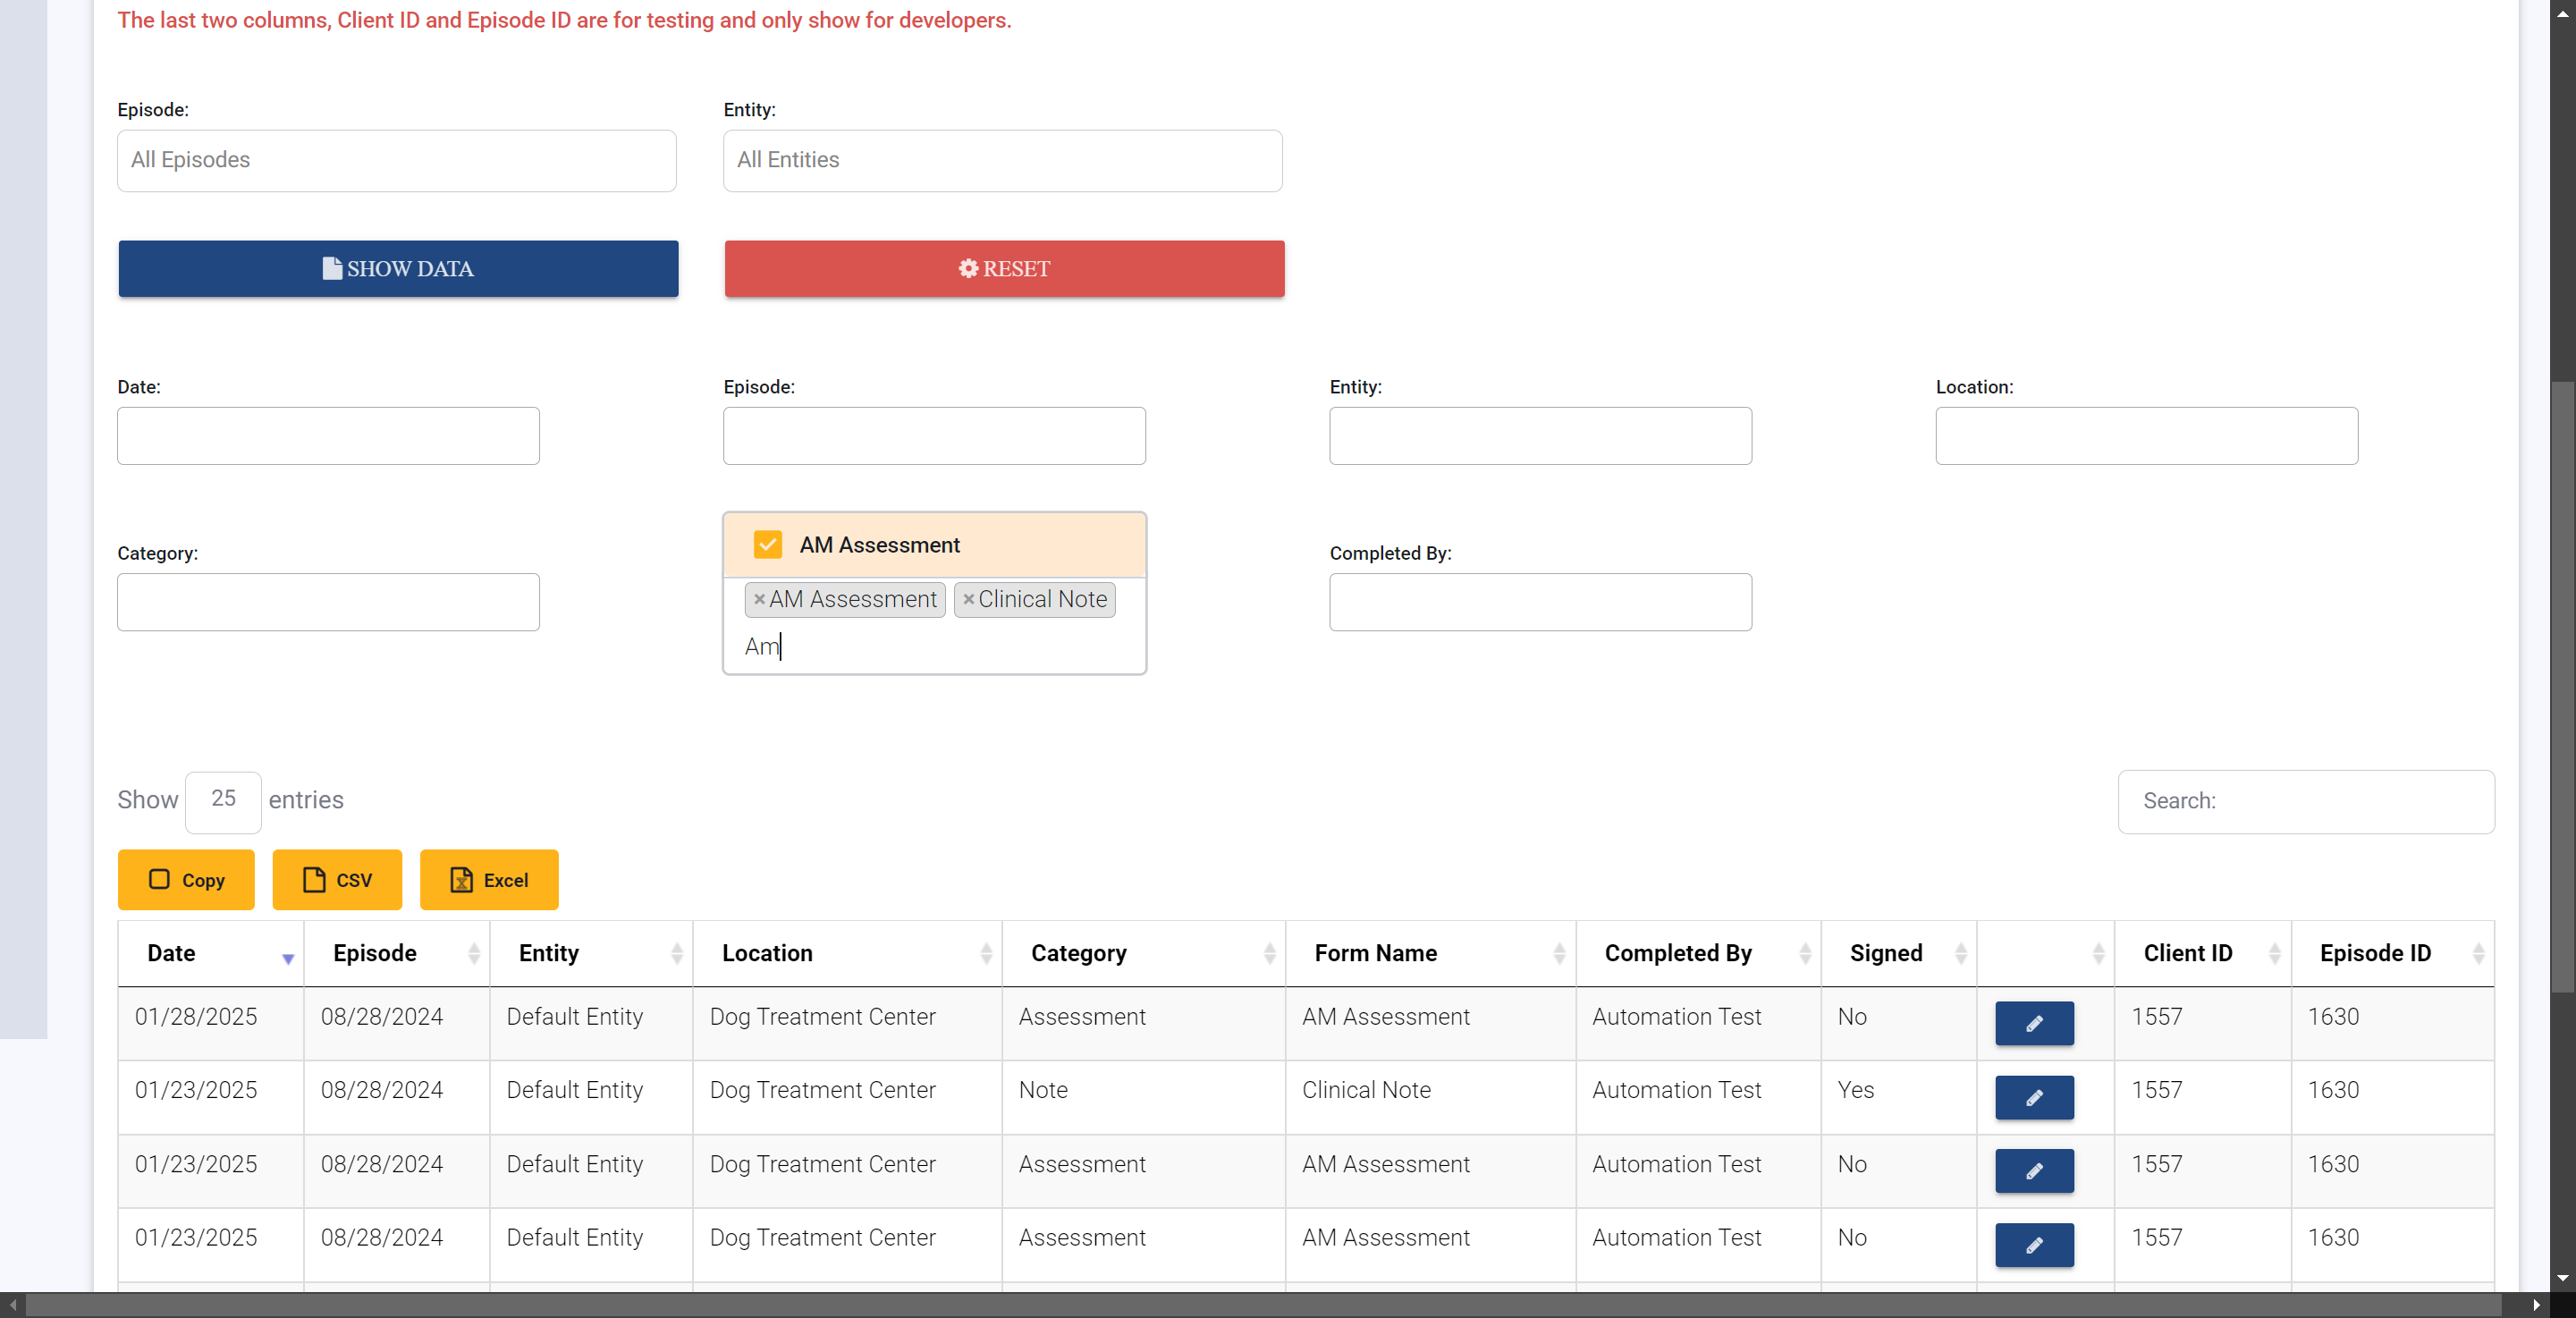 The last two columns, Client ID and Episode ID are for testing and only show for developers.
Episode:
Entity:
All Episodes
All Entities
SHOW DATA
RESET
Date:
Episode:
Entity:
Location:
AM Assessment
Category:
Completed By:
×AM Assessment ×Clinical Note
Am
Show 25 entries
Search:
Copy
CSV
Excel
Date Episode Entity Location Category Form Name Completed By Signed Client ID Episode ID
01/28/2025 08/28/2024 Default Entity Dog Treatment Center Assessment AM Assessment Automation Test No 1557 1630
01/23/2025 08/28/2024 Default Entity Dog Treatment Center Note Clinical Note Automation Test Yes 1557 1630
01/23/2025 08/28/2024 Default Entity Dog Treatment Center Assessment AM Assessment Automation Test No 1557 1630
01/23/2025 08/28/2024 Default Entity Dog Treatment Center Assessment AM Assessment Automation Test No 1557 1630